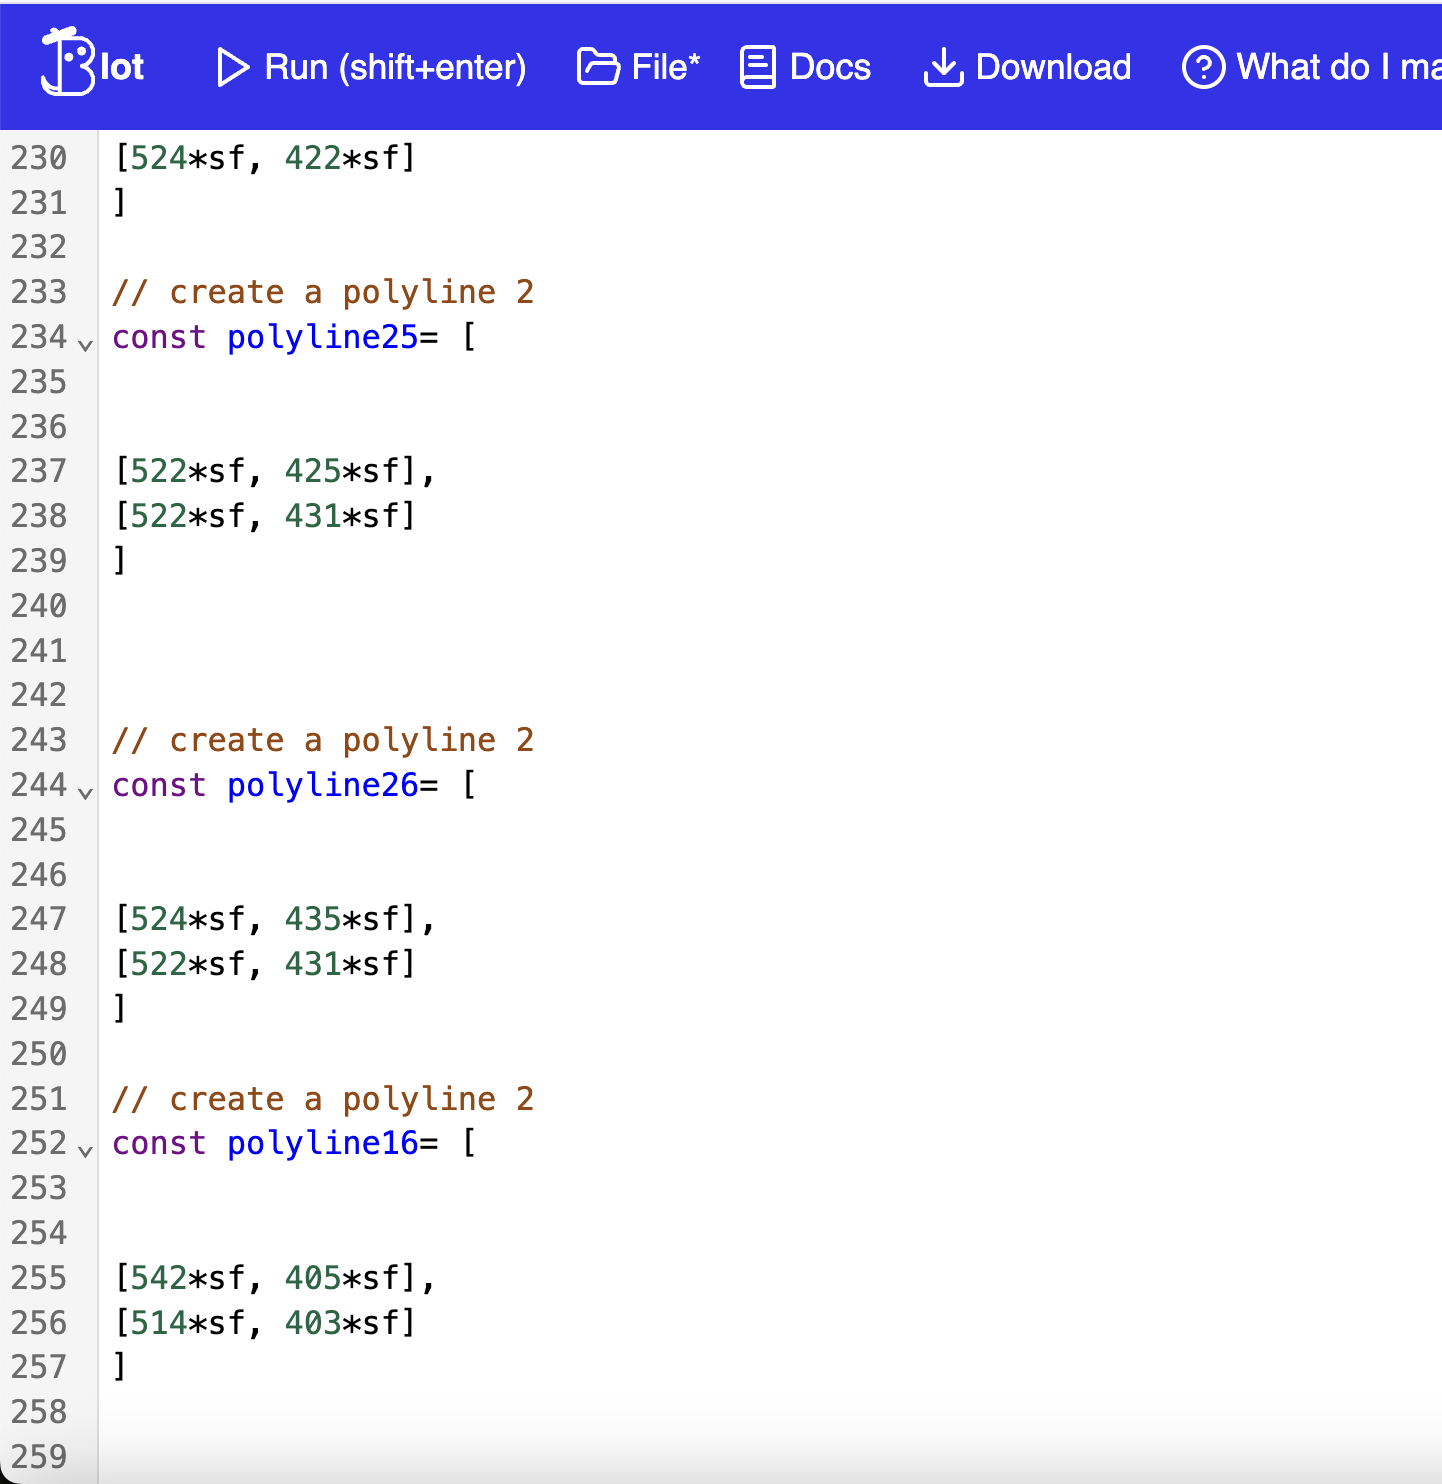 Blot Run (shift+enter) File* Docs Download What do I ma
230 [524*sf, 422*sf]
231 ]
232
233 // create a polyline 2
234 const polyline25= [
235
236
237 [522*sf, 425*sf],
238 [522*sf, 431*sf]
239 ]
240
241
242
243 // create a polyline 2
244 const polyline26= [
245
246
247 [524*sf, 435*sf],
248 [522*sf, 431*sf]
249 ]
250
251 // create a polyline 2
252 const polyline16= [
253
254
255 [542*sf, 405*sf],
256 [514*sf, 403*sf]
257 ]
258
259